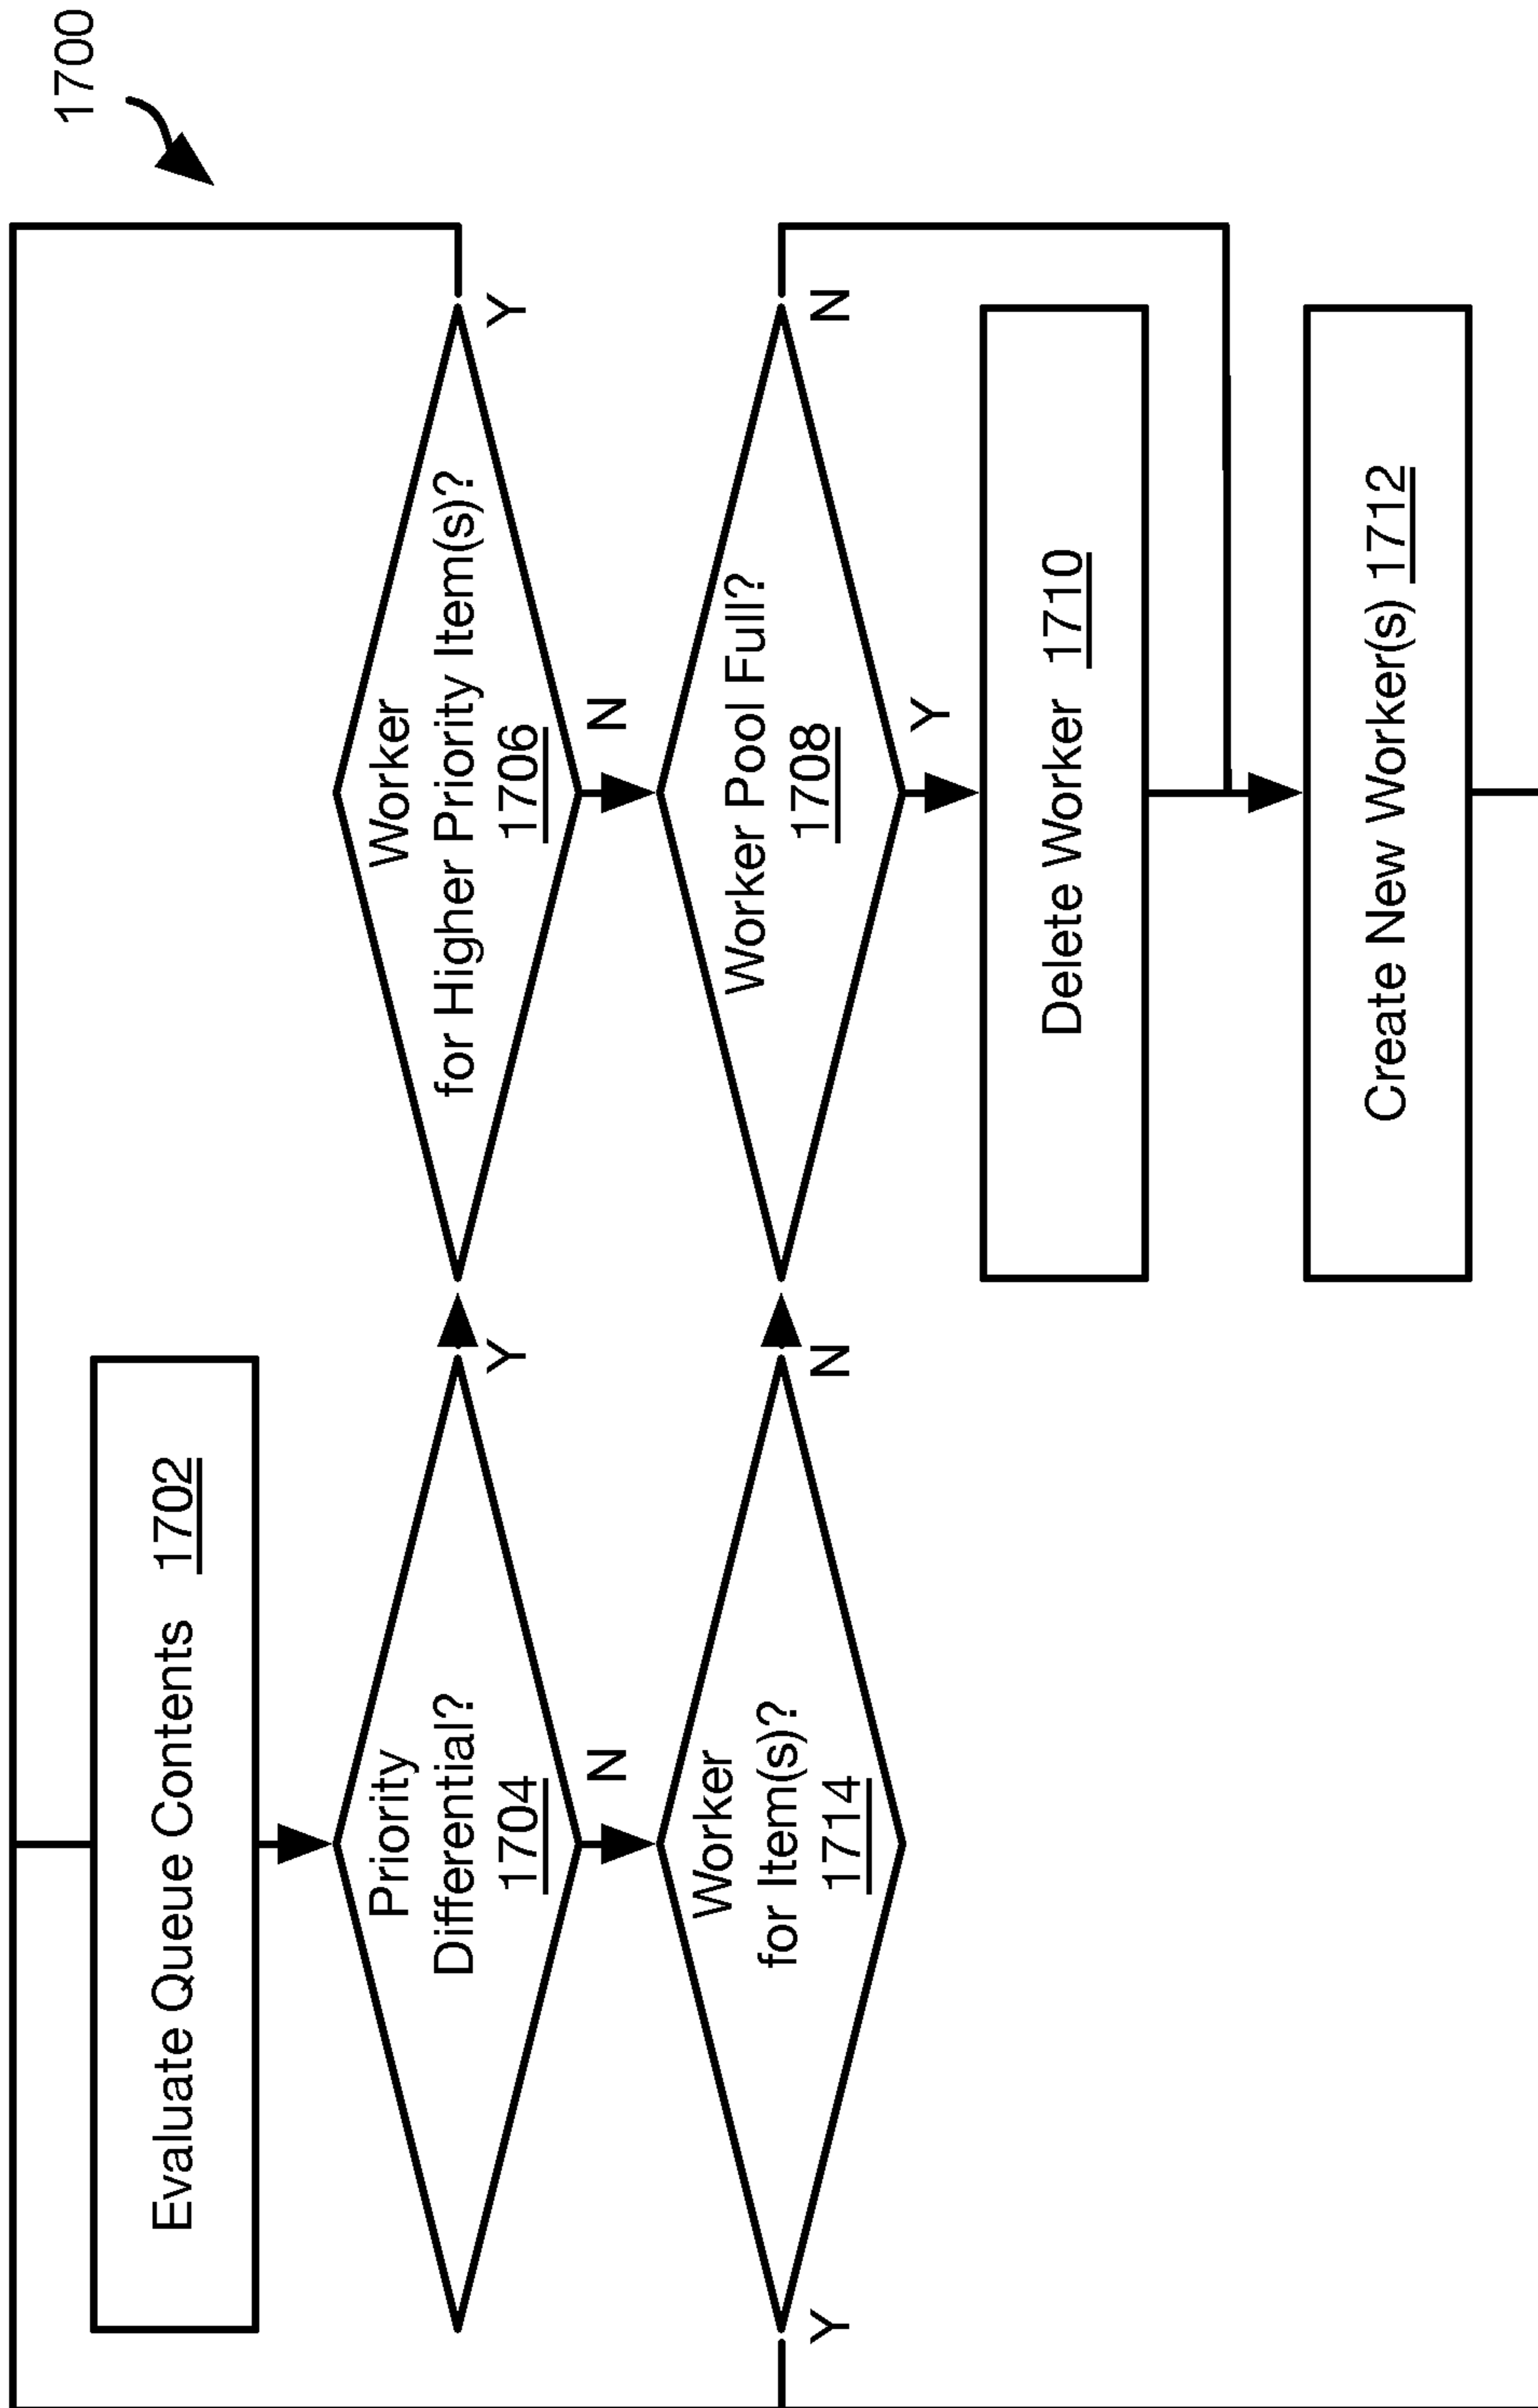 1700
Evaluate Queue Contents 1702
Priority
Differential?
1704
Y
N
Worker
for Higher Priority Item(s)?
1706
Y
N
Worker
for Item(s)?
1714
Y
N
Worker Pool Full?
1708
N
Y
Delete Worker 1710
Create New Worker(s) 1712